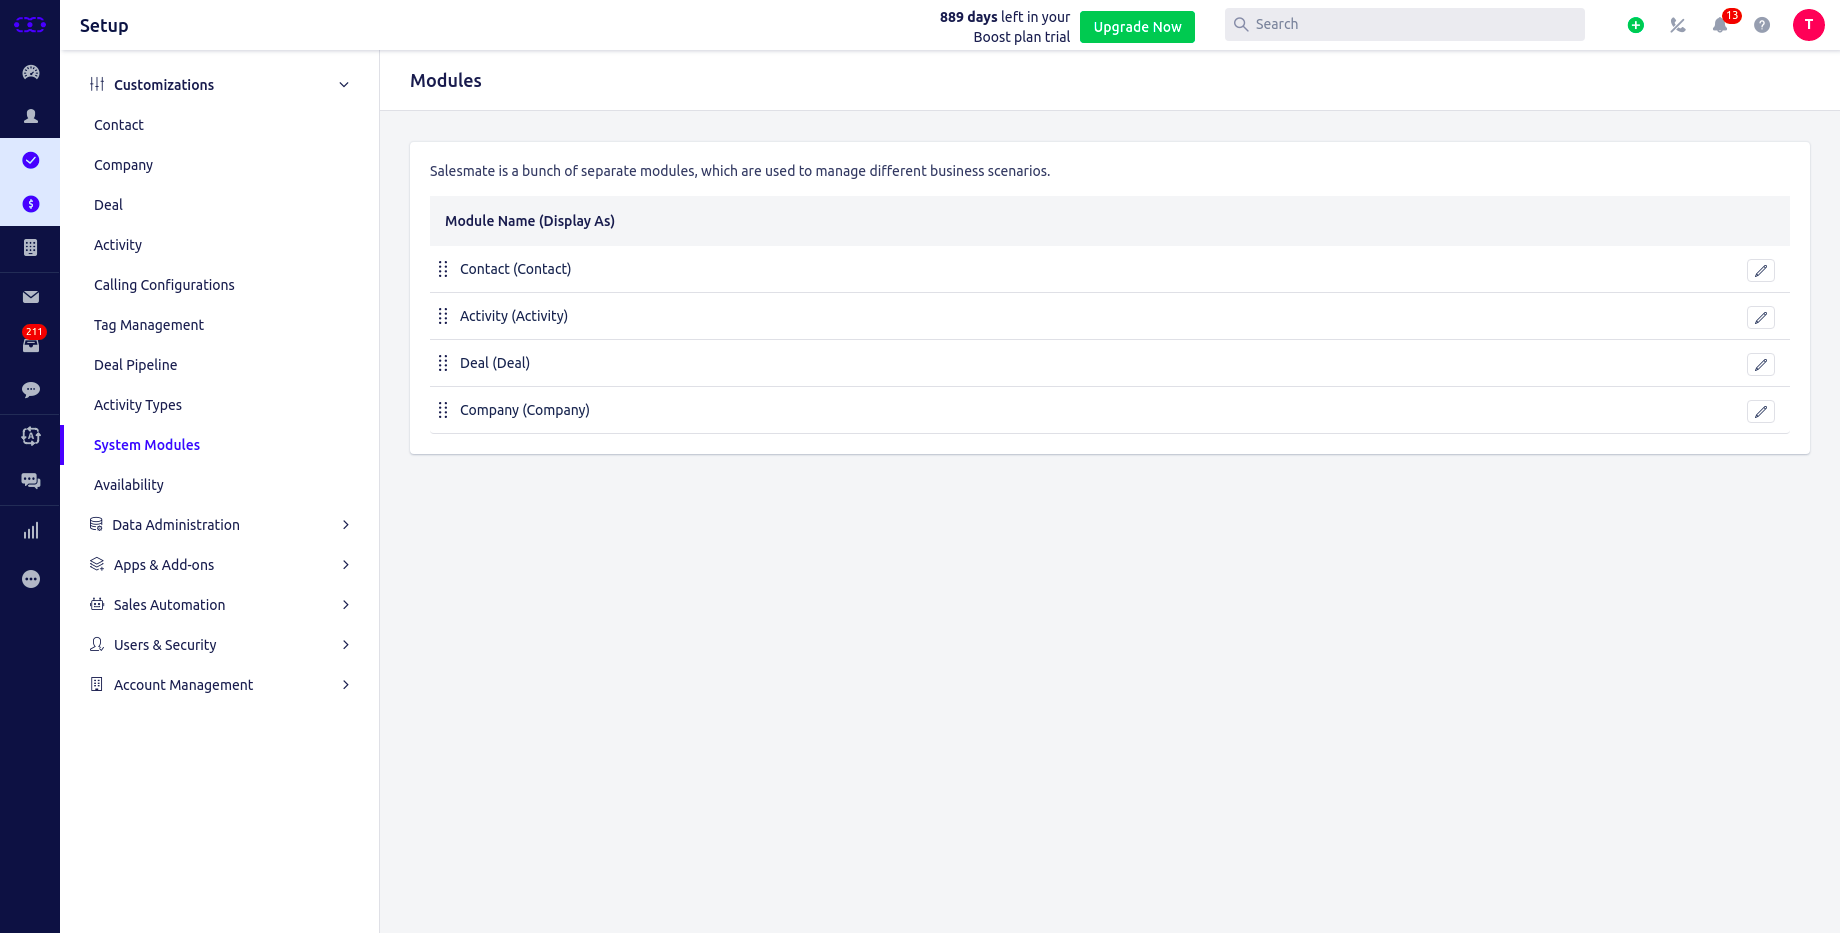 Setup
889 days left in your
Boost plan trial
Upgrade Now
Search
13
T
211
Customizations
Contact
Company
Deal
Activity
Calling Configurations
Tag Management
Deal Pipeline
Activity Types
System Modules
Availability
Data Administration
Apps & Add-ons
Sales Automation
Users & Security
Account Management
Modules
Salesmate is a bunch of separate modules, which are used to manage different business scenarios.
Module Name (Display As)
Contact (Contact)
Activity (Activity)
Deal (Deal)
Company (Company)